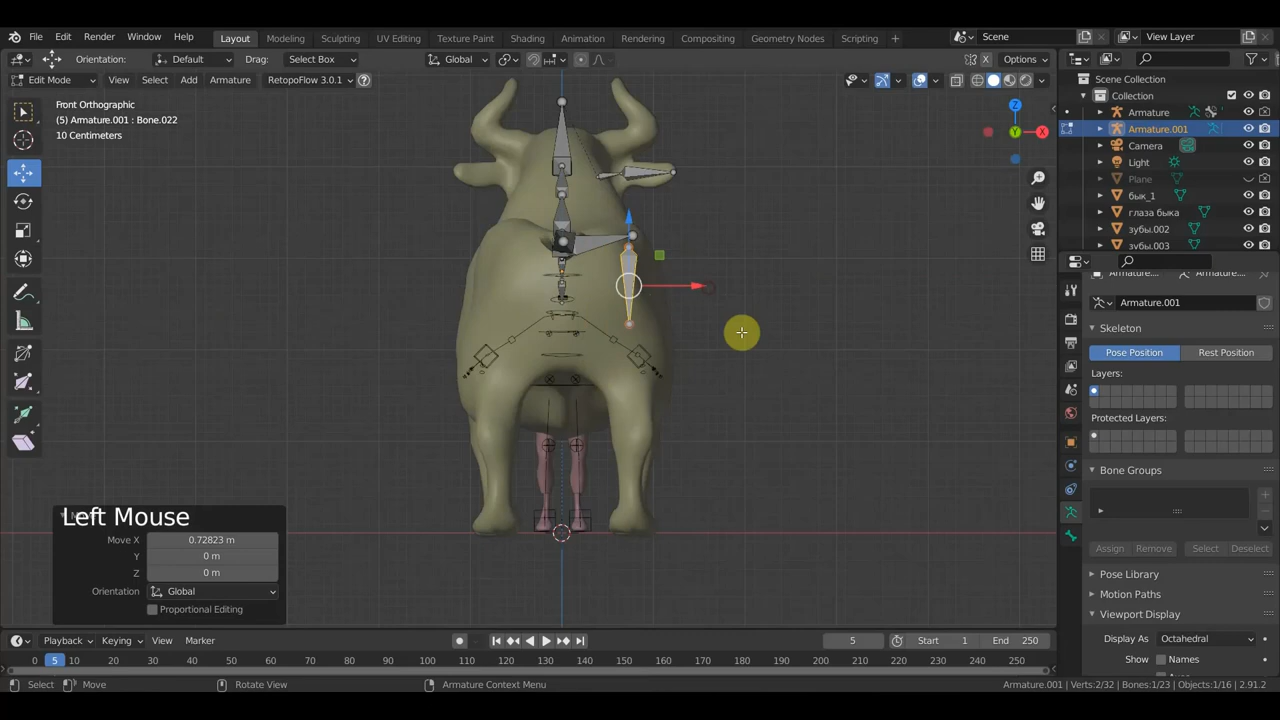 File Edit Render Window Help Layout Modeling Sculpting UV Editing Texture Paint Shading Animation Rendering Compositing Geometry Nodes Scripting + Scene View Layer
Orientation: Default Drag: Select Box Global Options
Edit Mode View Select Add Armature RetopoFlow 3.0.1
Front Orthographic
(5) Armature.001 : Bone.022
10 Centimeters
X
Y
Z
Scene Collection
Collection
Armature
Armature.001
Camera
Light
Plane
бык_1
глаза быка
зубы.002
зубы.003
Armature.001
Skeleton
Pose Position Rest Position
Layers:
Protected Layers:
Bone Groups
Assign Remove Select Deselect
Pose Library
Motion Paths
Viewport Display
Display As Octahedral
Show Names
Left Mouse
Move X 0.72823 m
Y 0 m
Z 0 m
Orientation Global
Proportional Editing
Playback Keying View Marker 5 Start 1 End 250
0 5 10 20 30 40 50 60 70 80 90 100 110 120 130 140 150 160 170 180 190 200 210 220 230 240 250
Select Move Rotate View Armature Context Menu Armature.001 | Verts:2/32 | Bones:1/23 | Objects:1/16 | 2.91.2